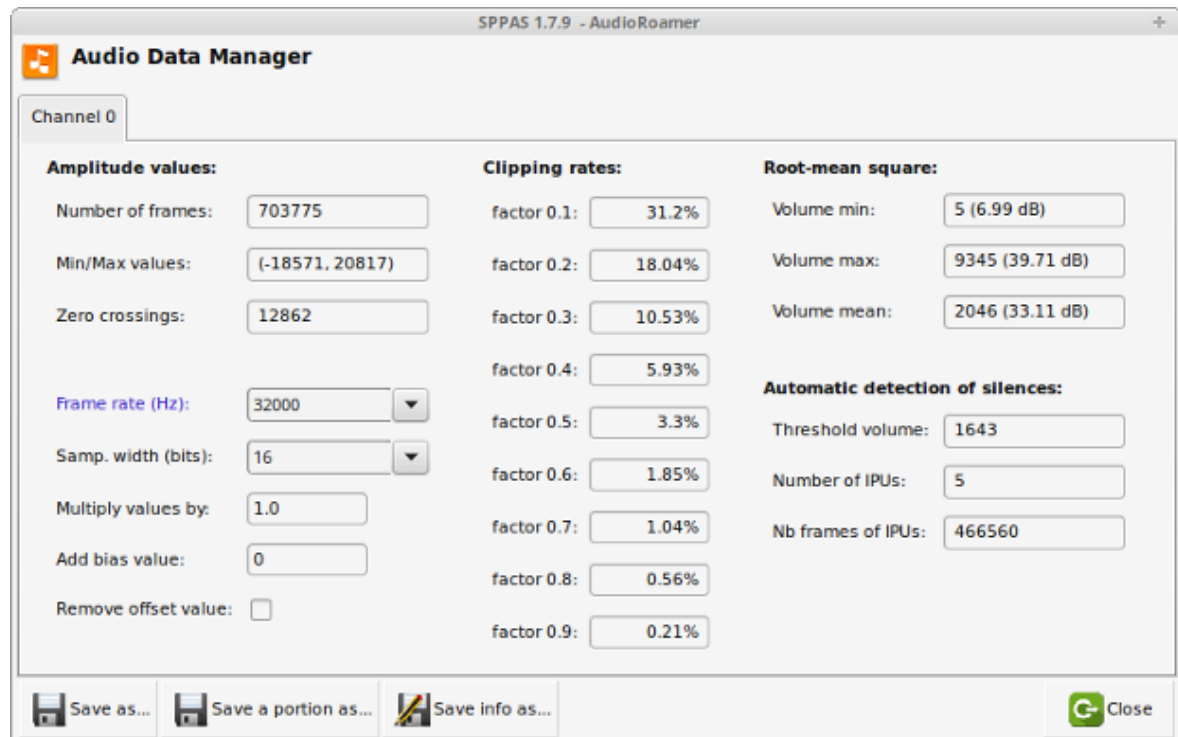 SPPAS 1.7.9 - AudioRoamer
Audio Data Manager
Channel 0
Amplitude values:
Number of frames: 703775
Min/Max values: (-18571, 20817)
Zero crossings: 12862
Frame rate (Hz): 32000
Samp. width (bits): 16
Multiply values by: 1.0
Add bias value: 0
Remove offset value:
Clipping rates:
factor 0.1: 31.2%
factor 0.2: 18.04%
factor 0.3: 10.53%
factor 0.4: 5.93%
factor 0.5: 3.3%
factor 0.6: 1.85%
factor 0.7: 1.04%
factor 0.8: 0.56%
factor 0.9: 0.21%
Root-mean square:
Volume min: 5 (6.99 dB)
Volume max: 9345 (39.71 dB)
Volume mean: 2046 (33.11 dB)
Automatic detection of silences:
Threshold volume: 1643
Number of IPUs: 5
Nb frames of IPUs: 466560
Save as... Save a portion as... Save info as... Close